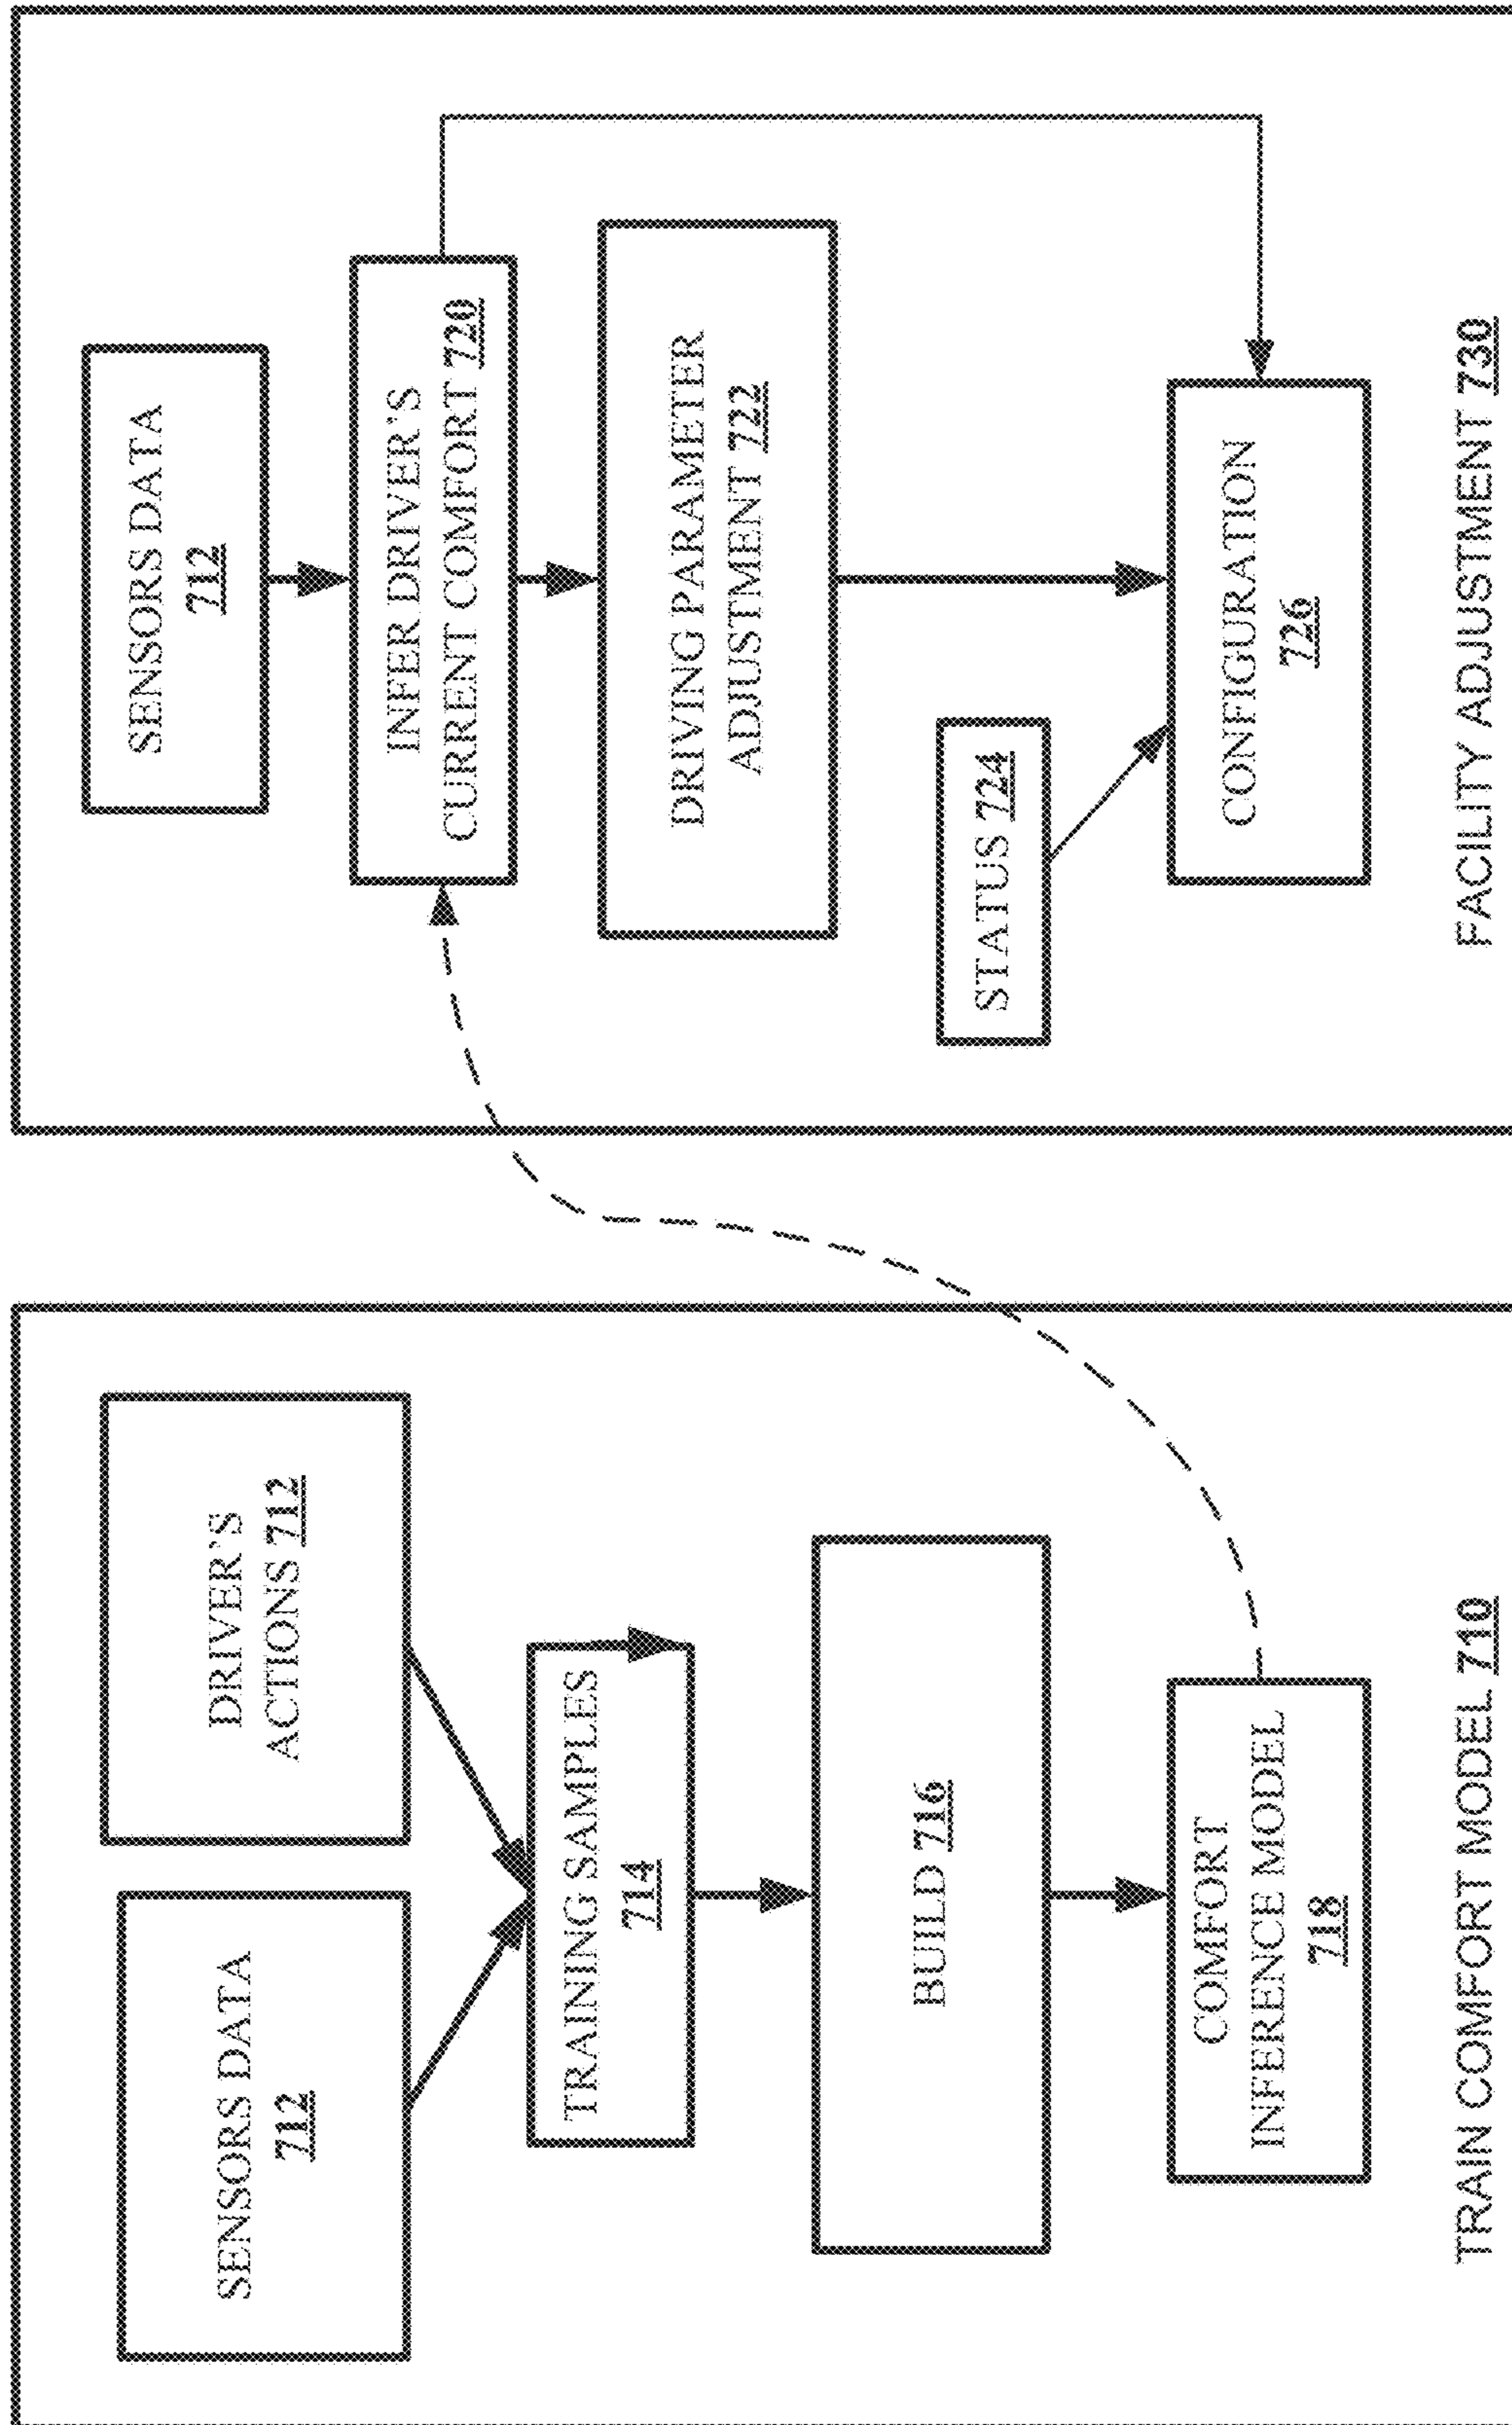 SENSORS DATA
712
DRIVER'S
ACTIONS 712
TRAINING SAMPLES
714
BUILD 716
COMFORT
INFERENCE MODEL
718
TRAIN COMFORT MODEL 710
SENSORS DATA
712
INFER DRIVER'S
CURRENT COMFORT 720
DRIVING PARAMETER
ADJUSTMENT 722
STATUS 724
CONFIGURATION
726
FACILITY ADJUSTMENT 730